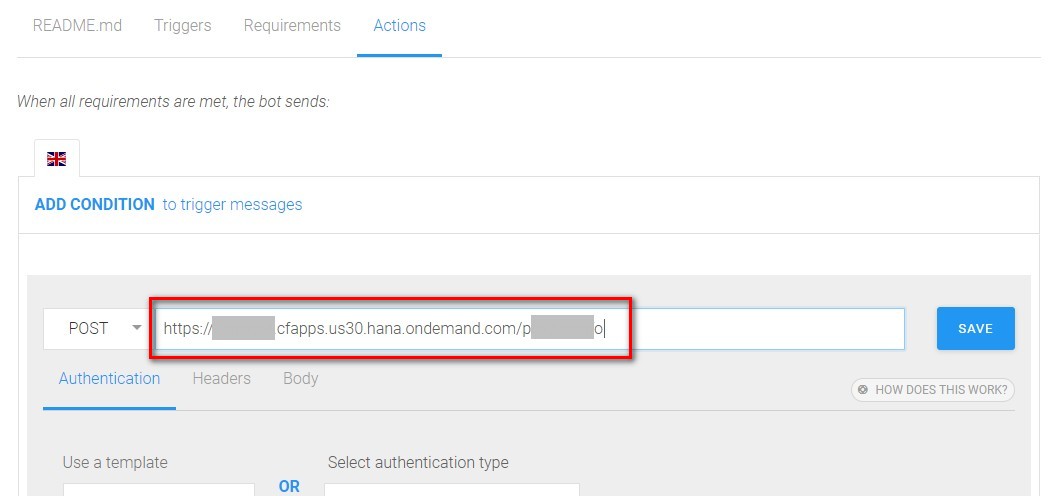 README.md Triggers Requirements Actions
When all requirements are met, the bot sends:
ADD CONDITION to trigger messages
POST https:// cfapps.us30.hana.ondemand.com/p o SAVE
Authentication Headers Body HOW DOES THIS WORK?
Use a template Select authentication type
OR